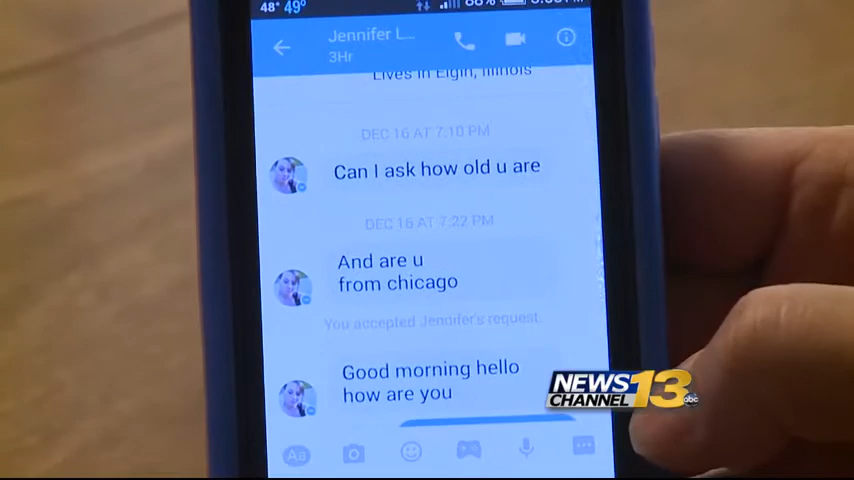 48° 49°
Jennifer L...
3Hr
Lives in Elgin, Illinois
DEC 16 AT 7:10 PM
Can I ask how old u are
DEC 16 AT 7:22 PM
And are u
from chicago
You accepted Jennifer's request.
Good morning hello
how are you
NEWS 13
CHANNEL abc
Aa